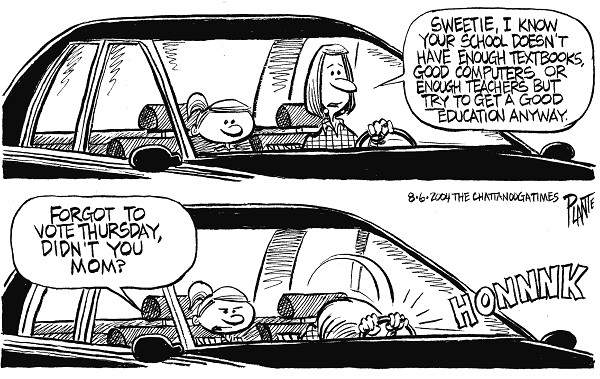 SWEETIE, I KNOW
YOUR SCHOOL DOESN'T
HAVE ENOUGH TEXTBOOKS,
GOOD COMPUTERS OR
ENOUGH TEACHERS BUT
TRY TO GET A GOOD
EDUCATION ANYWAY.
8·6·2004 THE CHATTANOOGA TIMES
PLANTE
FORGOT TO
VOTE THURSDAY,
DIDN'T YOU
MOM?
HONNNK